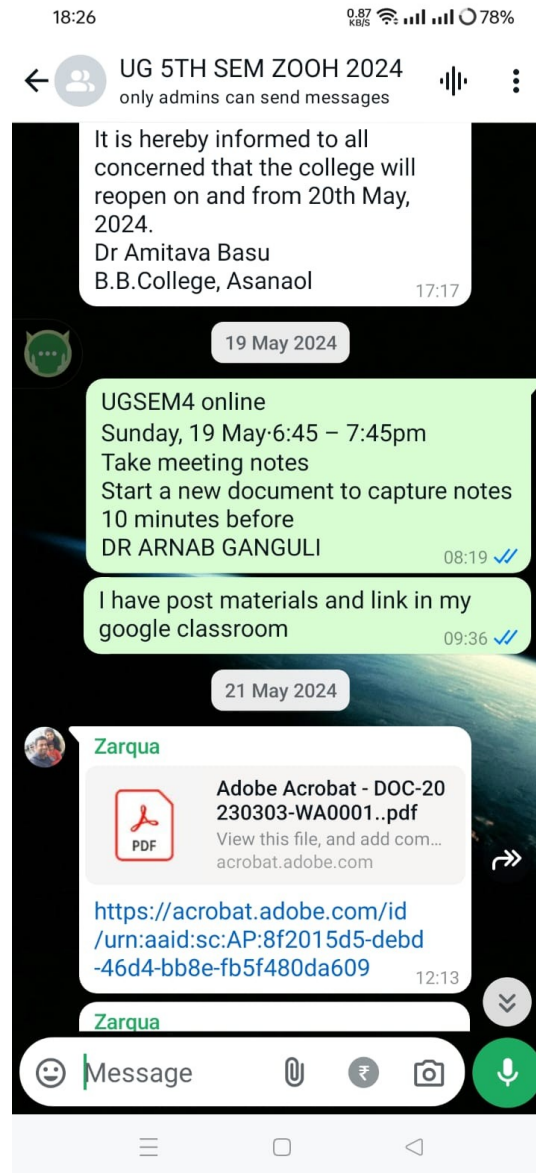 18:26
0.87 KB/S
78%
UG 5TH SEM ZOOH 2024
only admins can send messages
It is hereby informed to all
concerned that the college will
reopen on and from 20th May,
2024.
Dr Amitava Basu
B.B.College, Asanaol
17:17
19 May 2024
UGSEM4 online
Sunday, 19 May·6:45 – 7:45pm
Take meeting notes
Start a new document to capture notes
10 minutes before
DR ARNAB GANGULI
08:19
I have post materials and link in my
google classroom
09:36
21 May 2024
Zarqua
PDF
Adobe Acrobat - DOC-20
230303-WA0001..pdf
View this file, and add com...
acrobat.adobe.com
https://acrobat.adobe.com/id
/urn:aaid:sc:AP:8f2015d5-debd
-46d4-bb8e-fb5f480da609
12:13
Zarqua
Message
₹